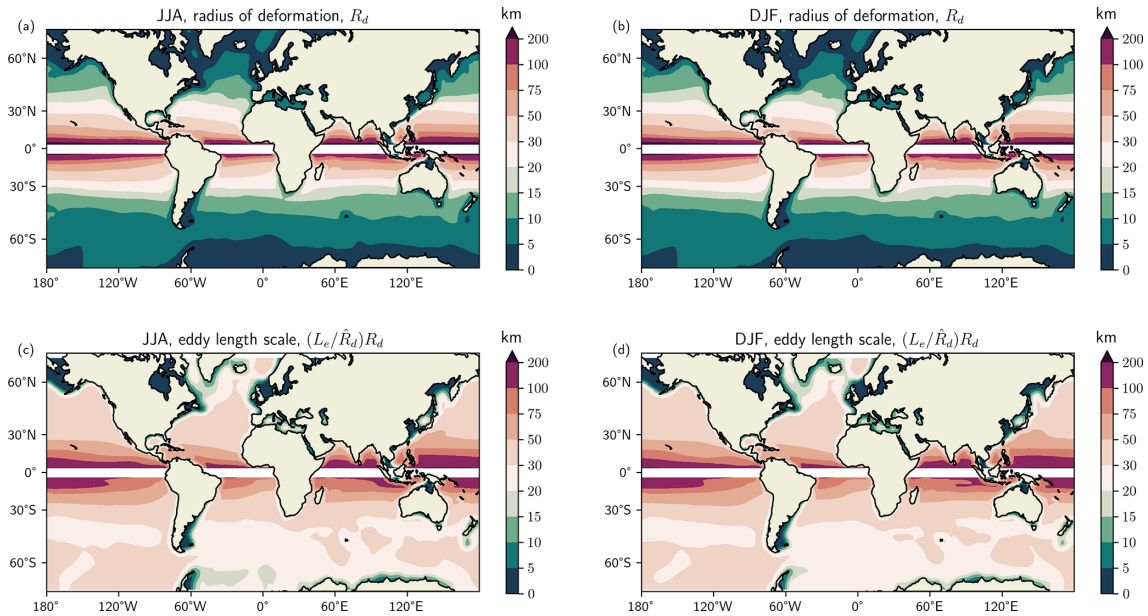 (a)
JJA, radius of deformation, R_d
km
60°N
30°N
0°
30°S
60°S
180°
120°W
60°W
0°
60°E
120°E
200
100
75
50
30
20
15
10
5
0
(b)
DJF, radius of deformation, R_d
km
60°N
30°N
0°
30°S
60°S
180°
120°W
60°W
0°
60°E
120°E
200
100
75
50
30
20
15
10
5
0
(c)
JJA, eddy length scale, (L_e/R̂_d)R_d
km
60°N
30°N
0°
30°S
60°S
180°
120°W
60°W
0°
60°E
120°E
200
100
75
50
30
20
15
10
5
0
(d)
DJF, eddy length scale, (L_e/R̂_d)R_d
km
60°N
30°N
0°
30°S
60°S
180°
120°W
60°W
0°
60°E
120°E
200
100
75
50
30
20
15
10
5
0